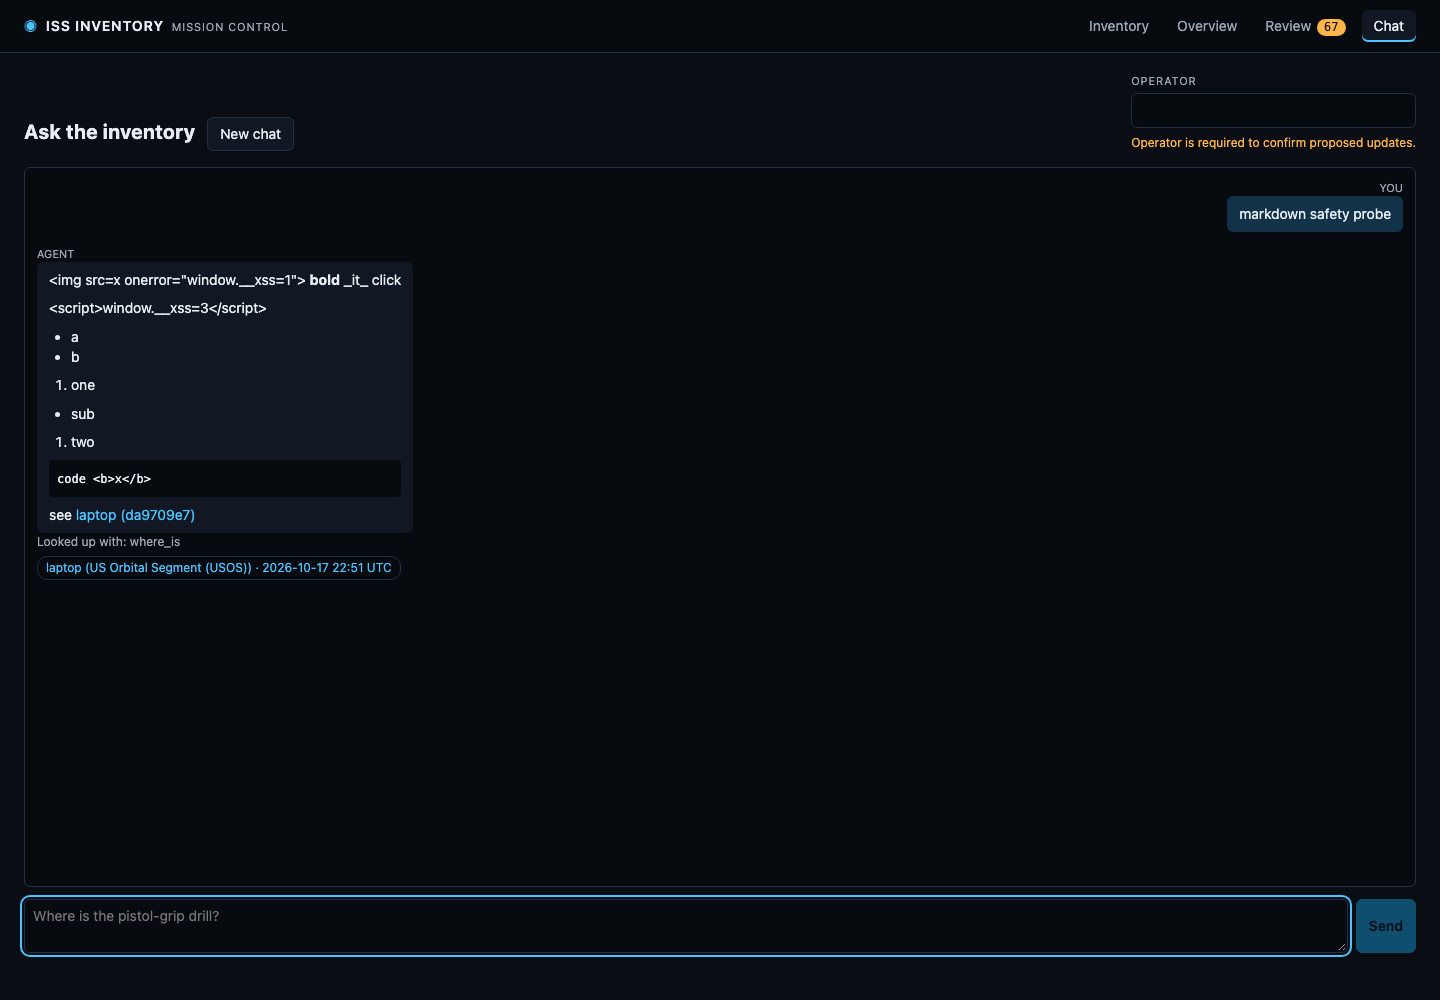 ISS INVENTORY MISSION CONTROL
Inventory Overview Review 67 Chat
OPERATOR
Ask the inventory New chat
Operator is required to confirm proposed updates.
YOU
markdown safety probe
AGENT
<img src=x onerror="window.__xss=1"> bold _it_ click
<script>window.__xss=3</script>
• a
• b
1. one
• sub
1. two
code <b>x</b>
see laptop (da9709e7)
Looked up with: where_is
laptop (US Orbital Segment (USOS)) · 2026-10-17 22:51 UTC
Where is the pistol-grip drill?
Send